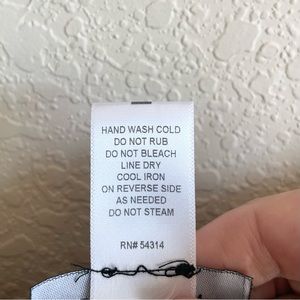 HAND WASH COLD
DO NOT RUB
DO NOT BLEACH
LINE DRY
COOL IRON
ON REVERSE SIDE
AS NEEDED
DO NOT STEAM
RN# 54314